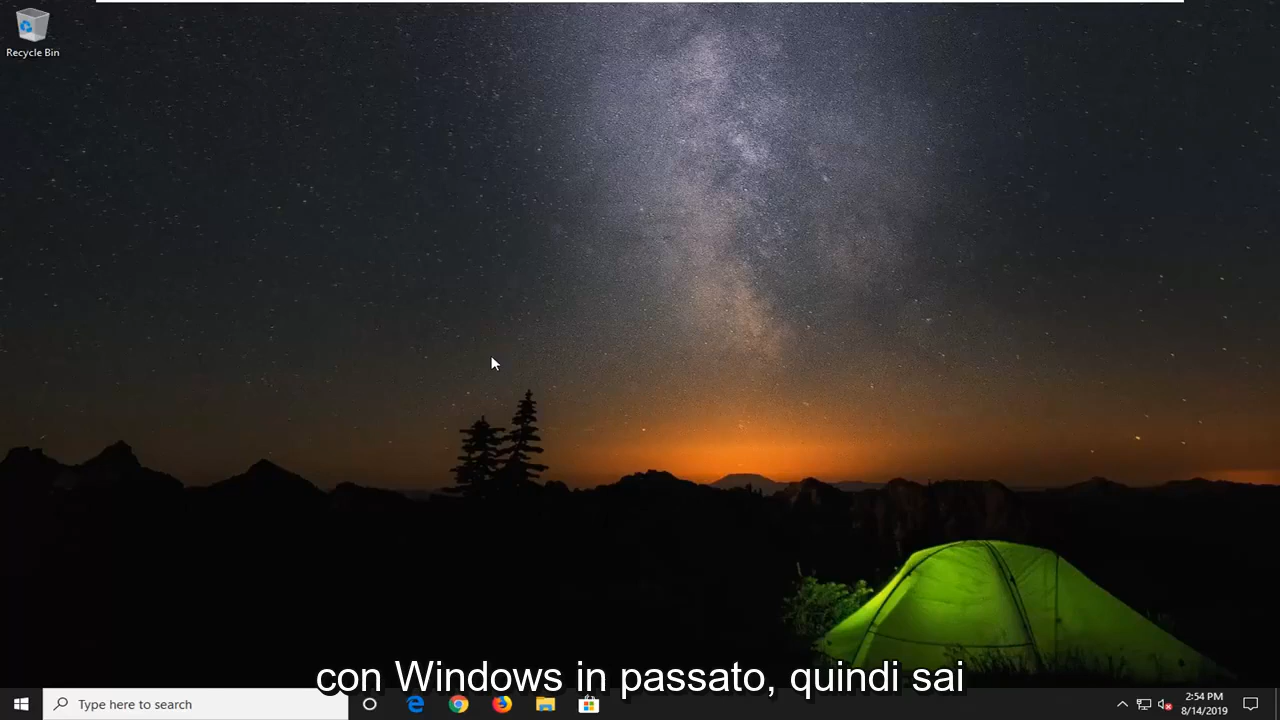 Recycle Bin
con Windows in passato, quindi sai
Type here to search
2:54 PM
8/14/2019